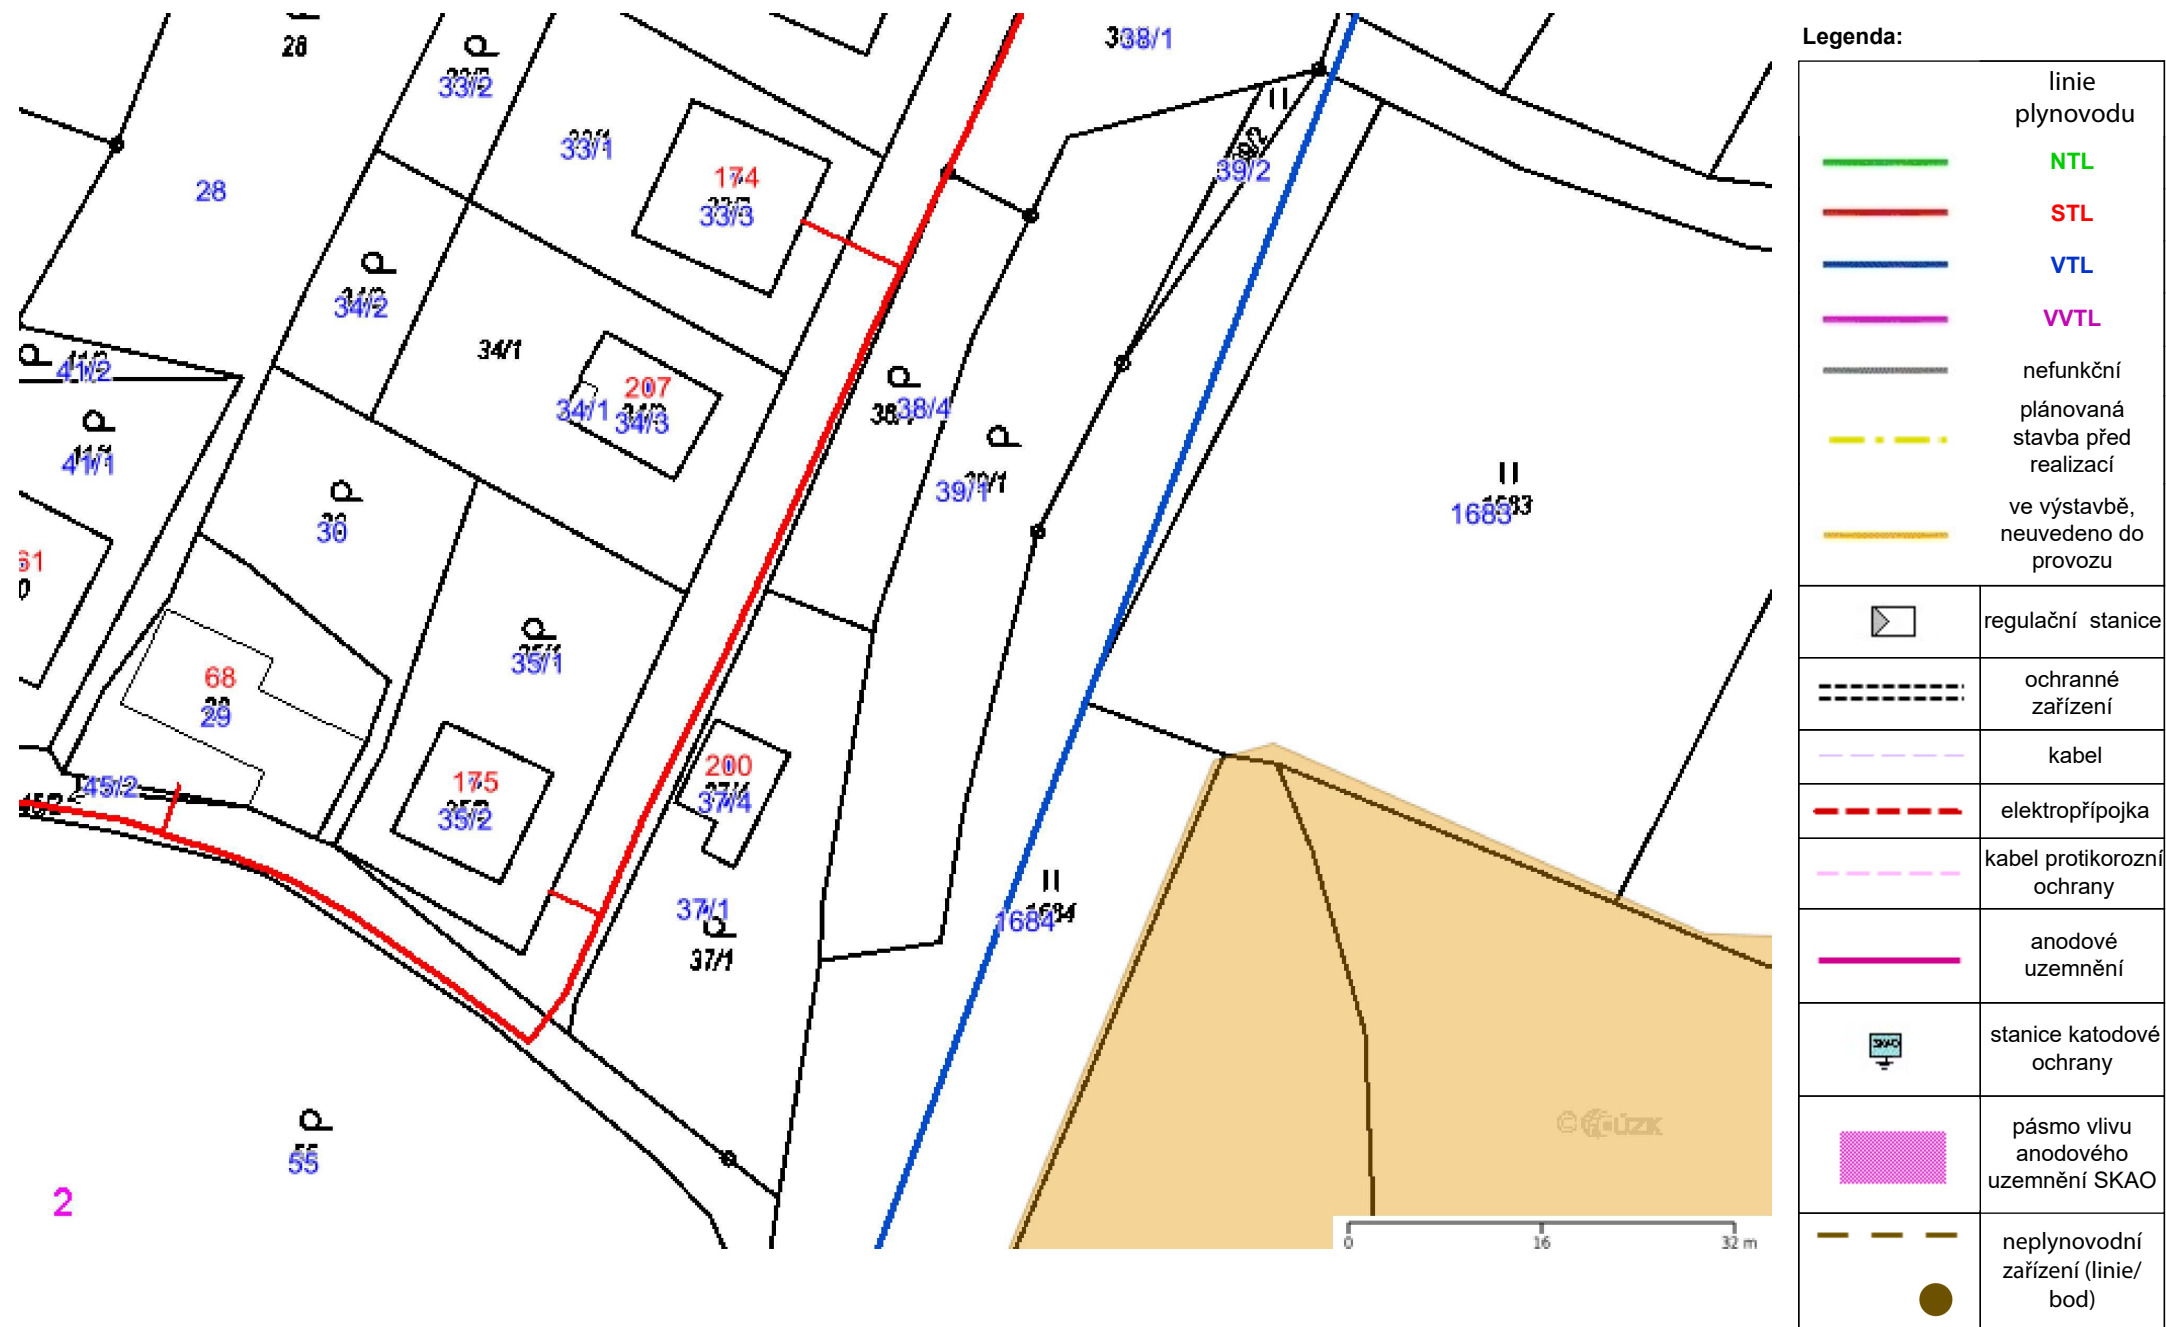 28
33/2
33/1
174
33/3
28
34/2
34/1
207
34/1
34/3
41/2
41/1
30
61
68
29
45/2
35/1
175
35/2
200
37/4
37/1
37/1
38/1
39/2
38/4
39/1
1683
1684
55
2
0
16
32 m
Legenda:
linie
plynovodu
NTL
STL
VTL
VVTL
nefunkční
plánovaná
stavba před
realizací
ve výstavbě,
neuvedeno do
provozu
regulační stanice
ochranné
zařízení
kabel
elektropřípojka
kabel protikorozní
ochrany
anodové
uzemnění
SKAO
stanice katodové
ochrany
pásmo vlivu
anodového
uzemnění SKAO
neplynovodní
zařízení (linie/
bod)